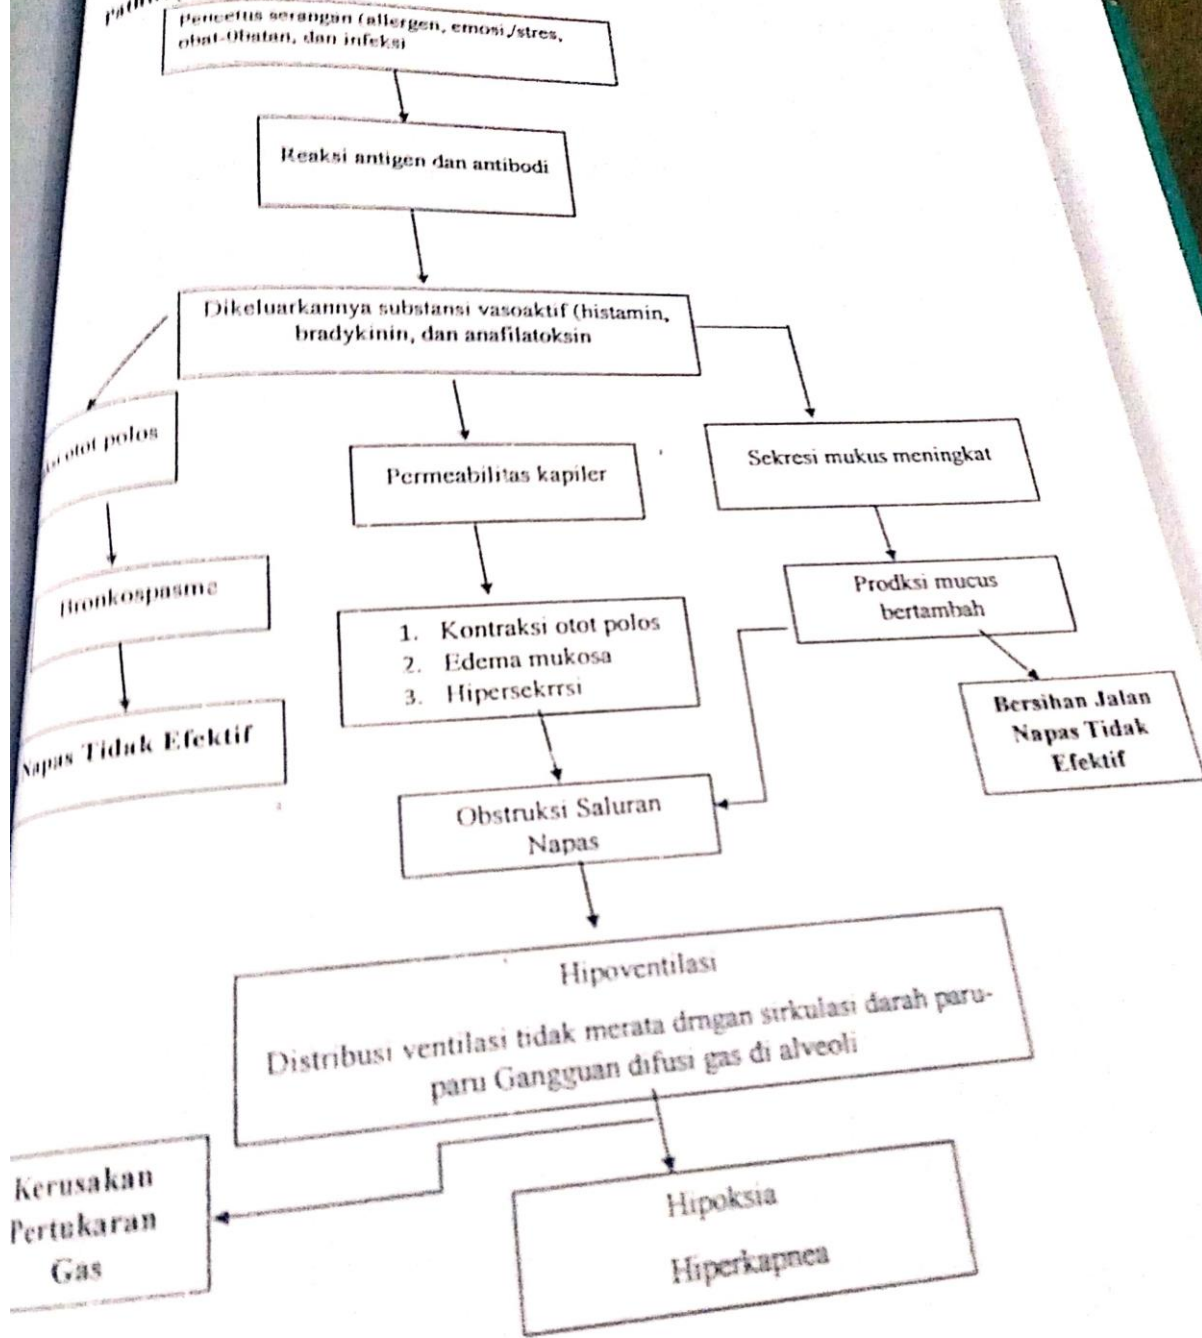 Pencetus serangan (allergen, emosi/stres,
obat-Obatan, dan infeksi
Reaksi antigen dan antibodi
Dikeluarkannya substansi vasoaktif (histamin,
bradykinin, dan anafilatoksin
otot polos
Permeabilitas kapiler
Sekresi mukus meningkat
Bronkospasme
1. Kontraksi otot polos
2. Edema mukosa
3. Hipersekrrsi
Prodksi mucus
bertambah
Napas Tidak Efektif
Bersihan Jalan
Napas Tidak
Efektif
Obstruksi Saluran
Napas
Hipoventilasi
Distribusi ventilasi tidak merata drngan sirkulasi darah paru-
paru Gangguan difusi gas di alveoli
Kerusakan
Pertukaran
Gas
Hipoksia
Hiperkapnea